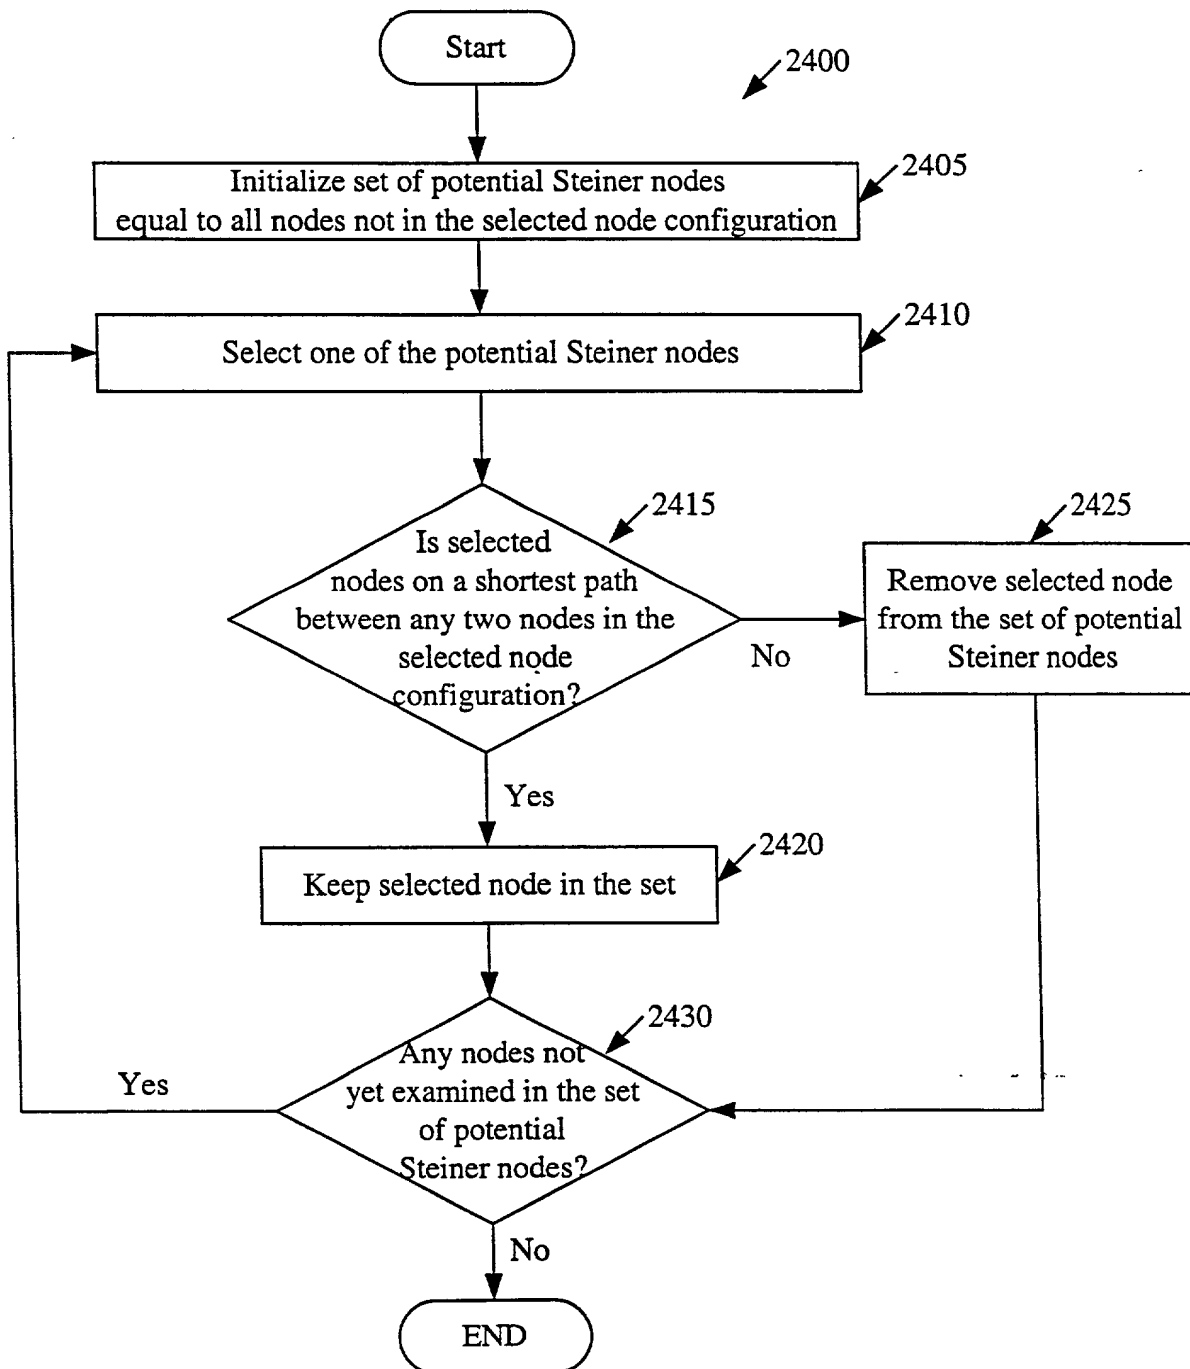 Start
2400
2405
Initialize set of potential Steiner nodes
equal to all nodes not in the selected node configuration
2410
Select one of the potential Steiner nodes
2415
Is selected
nodes on a shortest path
between any two nodes in the
selected node
configuration?
No
2425
Remove selected node
from the set of potential
Steiner nodes
Yes
2420
Keep selected node in the set
2430
Any nodes not
yet examined in the set
of potential
Steiner nodes?
Yes
No
END